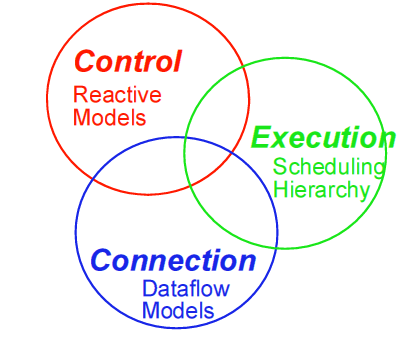 Control
Reactive
Models
Execution
Scheduling
Hierarchy
Connection
Dataflow
Models